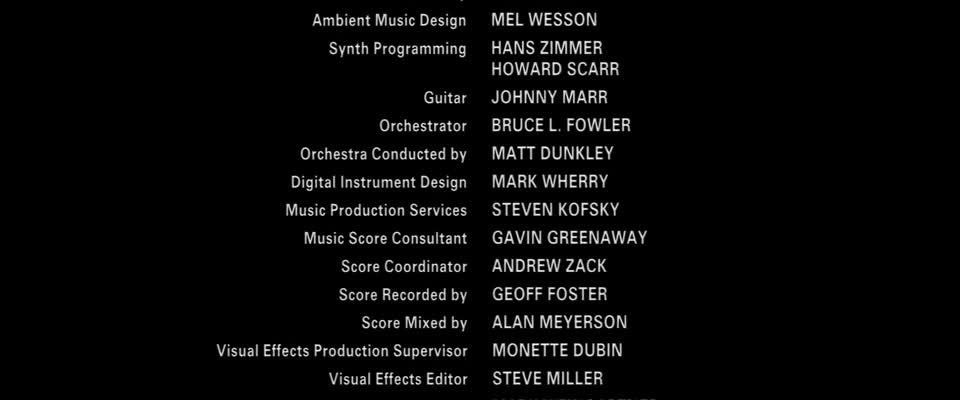 Ambient Music Design MEL WESSON
Synth Programming HANS ZIMMER
HOWARD SCARR
Guitar JOHNNY MARR
Orchestrator BRUCE L. FOWLER
Orchestra Conducted by MATT DUNKLEY
Digital Instrument Design MARK WHERRY
Music Production Services STEVEN KOFSKY
Music Score Consultant GAVIN GREENAWAY
Score Coordinator ANDREW ZACK
Score Recorded by GEOFF FOSTER
Score Mixed by ALAN MEYERSON
Visual Effects Production Supervisor MONETTE DUBIN
Visual Effects Editor STEVE MILLER